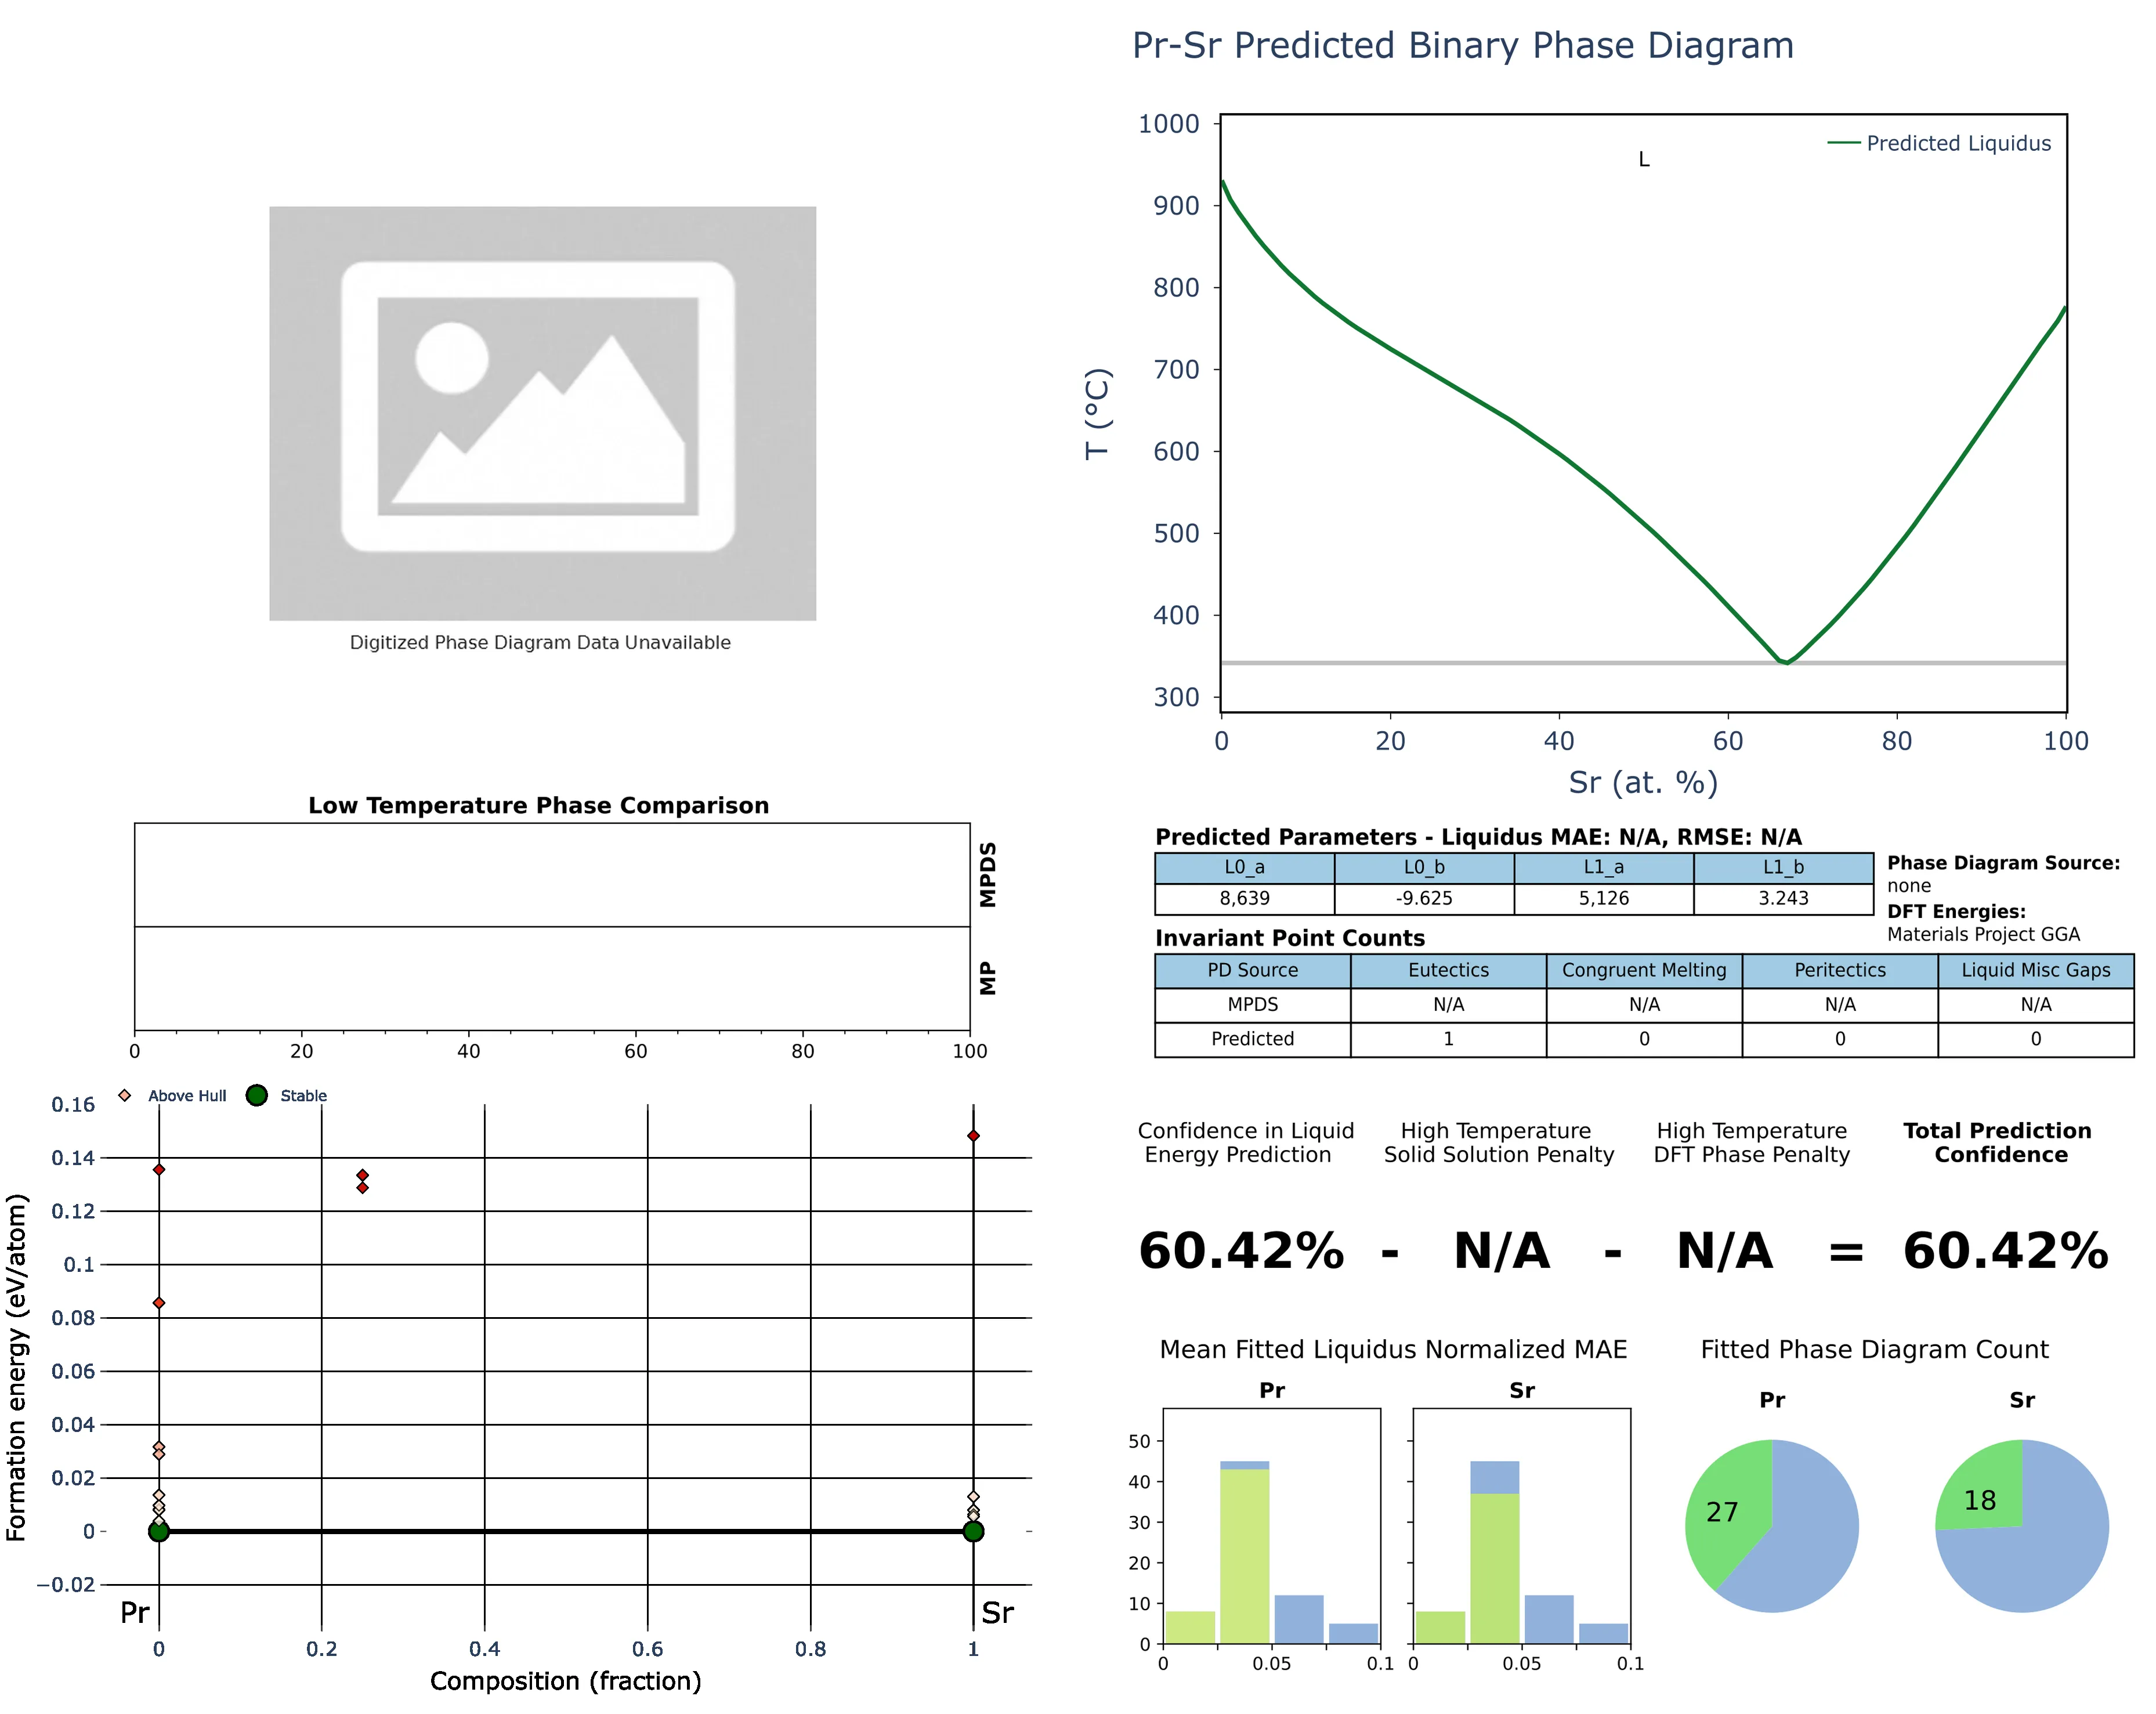 Pr-Sr Predicted Binary Phase Diagram
1000
900
800
700
600
500
400
300
T (°C)
L
Predicted Liquidus
0 20 40 60 80 100
Sr (at. %)
Digitized Phase Diagram Data Unavailable
Low Temperature Phase Comparison
MPDS
MP
0 20 40 60 80 100
Predicted Parameters - Liquidus MAE: N/A, RMSE: N/A
L0_a L0_b L1_a L1_b
8,639 -9.625 5,126 3.243
Phase Diagram Source:
none
DFT Energies:
Materials Project GGA
Invariant Point Counts
PD Source Eutectics Congruent Melting Peritectics Liquid Misc Gaps
MPDS N/A N/A N/A N/A
Predicted 1 0 0 0
Above Hull Stable
0.16
0.14
0.12
0.1
0.08
0.06
0.04
0.02
0
−0.02
Formation energy (eV/atom)
Pr Sr
0 0.2 0.4 0.6 0.8 1
Composition (fraction)
Confidence in Liquid
Energy Prediction
High Temperature
Solid Solution Penalty
High Temperature
DFT Phase Penalty
Total Prediction
Confidence
60.42% - N/A - N/A = 60.42%
Mean Fitted Liquidus Normalized MAE
Pr Sr
50
40
30
20
10
0
0 0.05 0.1 0 0.05 0.1
Fitted Phase Diagram Count
Pr Sr
27 18